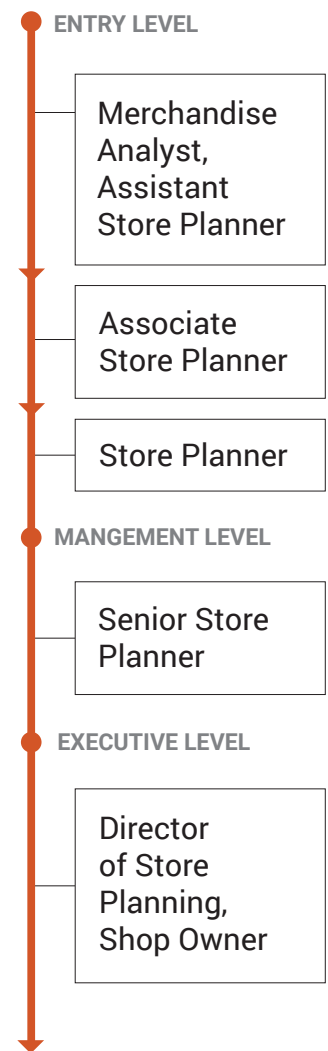 ENTRY LEVEL
Merchandise
Analyst,
Assistant
Store Planner
Associate
Store Planner
Store Planner
MANGEMENT LEVEL
Senior Store
Planner
EXECUTIVE LEVEL
Director
of Store
Planning,
Shop Owner